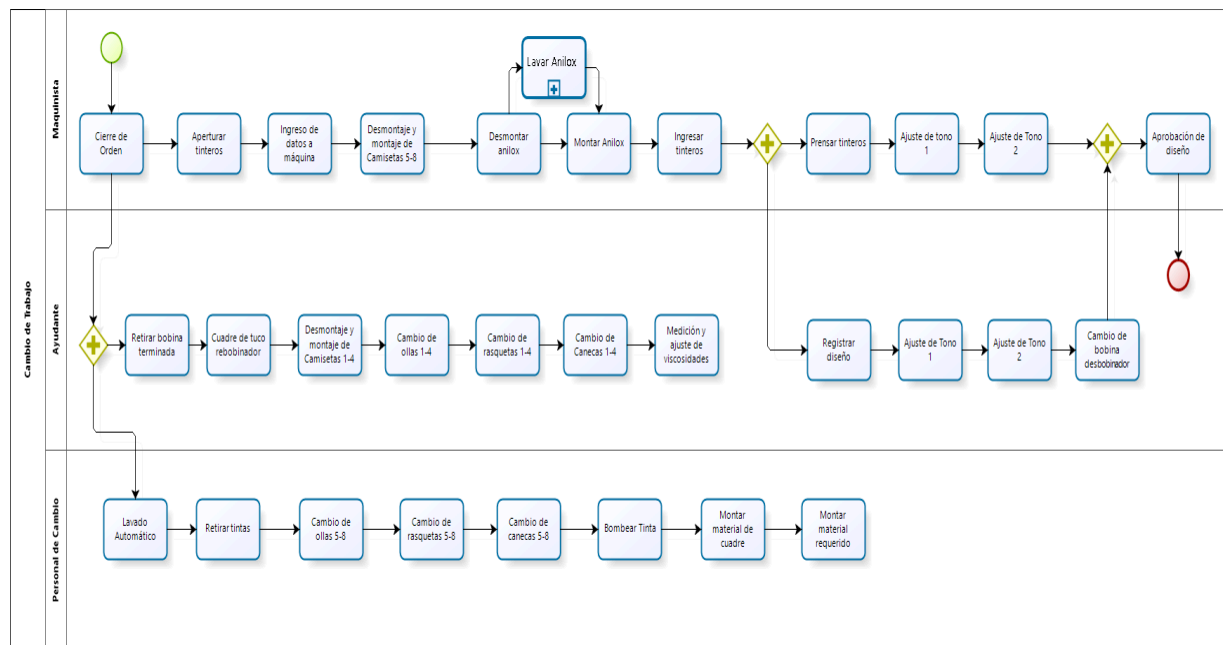 Cambio de Trabajo
Maquinista
Lavar Anilox
Cierre de
Orden
Aperturar
tinteros
Ingreso de
datos a
máquina
Desmontaje y
montaje de
Camisetas 5-8
Desmontar
anilox
Montar Anilox
Ingresar
tinteros
Prensar tinteros
Ajuste de tono
1
Ajuste de Tono
2
Aprobación de
diseño
Ayudante
Retirar bobina
terminada
Cuadre de tuco
rebobinador
Desmontaje y
montaje de
Camisetas 1-4
Cambio de
ollas 1-4
Cambio de
rasquetas 1-4
Cambio de
Canecas 1-4
Medición y
ajuste de
viscosidades
Registrar
diseño
Ajuste de Tono
1
Ajuste de Tono
2
Cambio de
bobina
desbobinador
Personal de Cambio
Lavado
Automático
Retirar tintas
Cambio de
ollas 5-8
Cambio de
rasquetas 5-8
Cambio de
canecas 5-8
Bombear Tinta
Montar
material de
cuadre
Montar
material
requerido